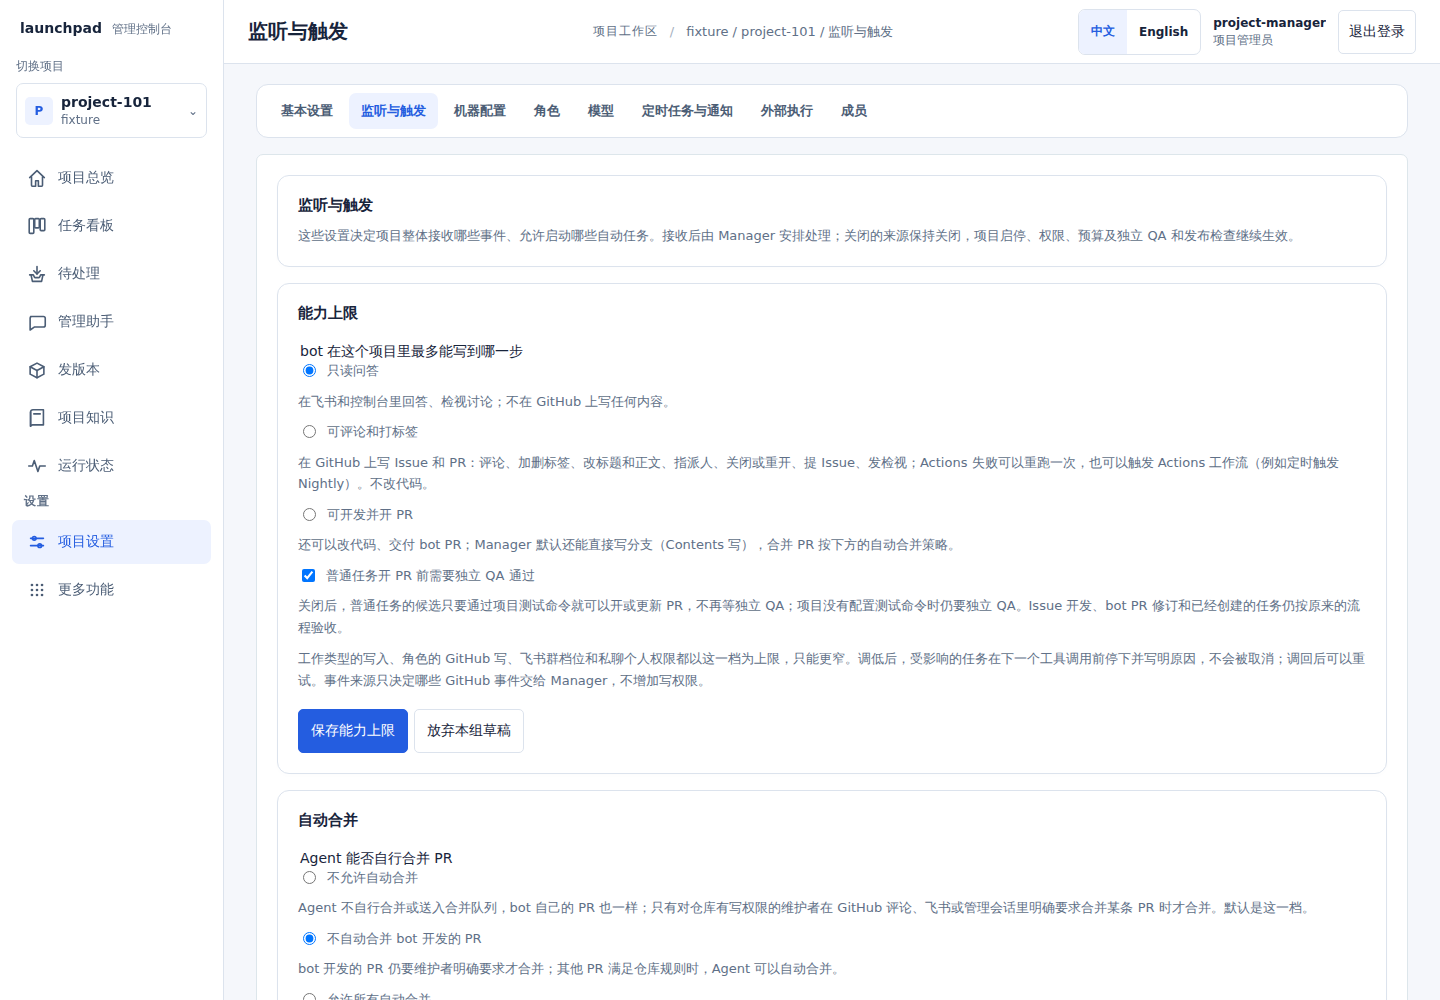 launchpad 管理控制台
切换项目
P
project-101
fixture
项目总览
任务看板
待处理
管理助手
发版本
项目知识
运行状态
设置
项目设置
更多功能
监听与触发
项目工作区 / fixture / project-101 / 监听与触发
中文 English
project-manager
项目管理员
退出登录
基本设置 监听与触发 机器配置 角色 模型 定时任务与通知 外部执行 成员
监听与触发
这些设置决定项目整体接收哪些事件、允许启动哪些自动任务。接收后由 Manager 安排处理；关闭的来源保持关闭，项目启停、权限、预算及独立 QA 和发布检查继续生效。
能力上限
bot 在这个项目里最多能写到哪一步
只读问答
在飞书和控制台里回答、检视讨论；不在 GitHub 上写任何内容。
可评论和打标签
在 GitHub 上写 Issue 和 PR：评论、加删标签、改标题和正文、指派人、关闭或重开、提 Issue、发检视；Actions 失败可以重跑一次，也可以触发 Actions 工作流（例如定时触发
Nightly）。不改代码。
可开发并开 PR
还可以改代码、交付 bot PR；Manager 默认还能直接写分支（Contents 写），合并 PR 按下方的自动合并策略。
普通任务开 PR 前需要独立 QA 通过
关闭后，普通任务的候选只要通过项目测试命令就可以开或更新 PR，不再等独立 QA；项目没有配置测试命令时仍要独立 QA。Issue 开发、bot PR 修订和已经创建的任务仍按原来的流
程验收。
工作类型的写入、角色的 GitHub 写、飞书群档位和私聊个人权限都以这一档为上限，只能更窄。调低后，受影响的任务在下一个工具调用前停下并写明原因，不会被取消；调回后可以重
试。事件来源只决定哪些 GitHub 事件交给 Manager，不增加写权限。
保存能力上限 放弃本组草稿
自动合并
Agent 能否自行合并 PR
不允许自动合并
Agent 不自行合并或送入合并队列，bot 自己的 PR 也一样；只有对仓库有写权限的维护者在 GitHub 评论、飞书或管理会话里明确要求合并某条 PR 时才合并。默认是这一档。
不自动合并 bot 开发的 PR
bot 开发的 PR 仍要维护者明确要求才合并；其他 PR 满足仓库规则时，Agent 可以自动合并。
允许所有自动合并